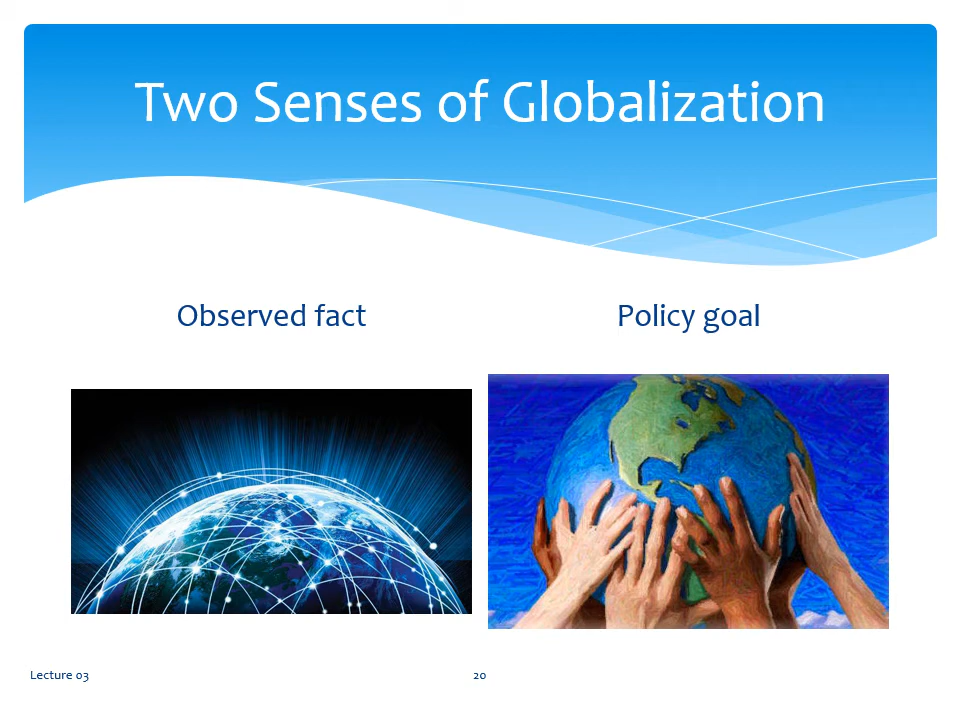 Two Senses of Globalization
Observed fact
Policy goal
Lecture 03
20